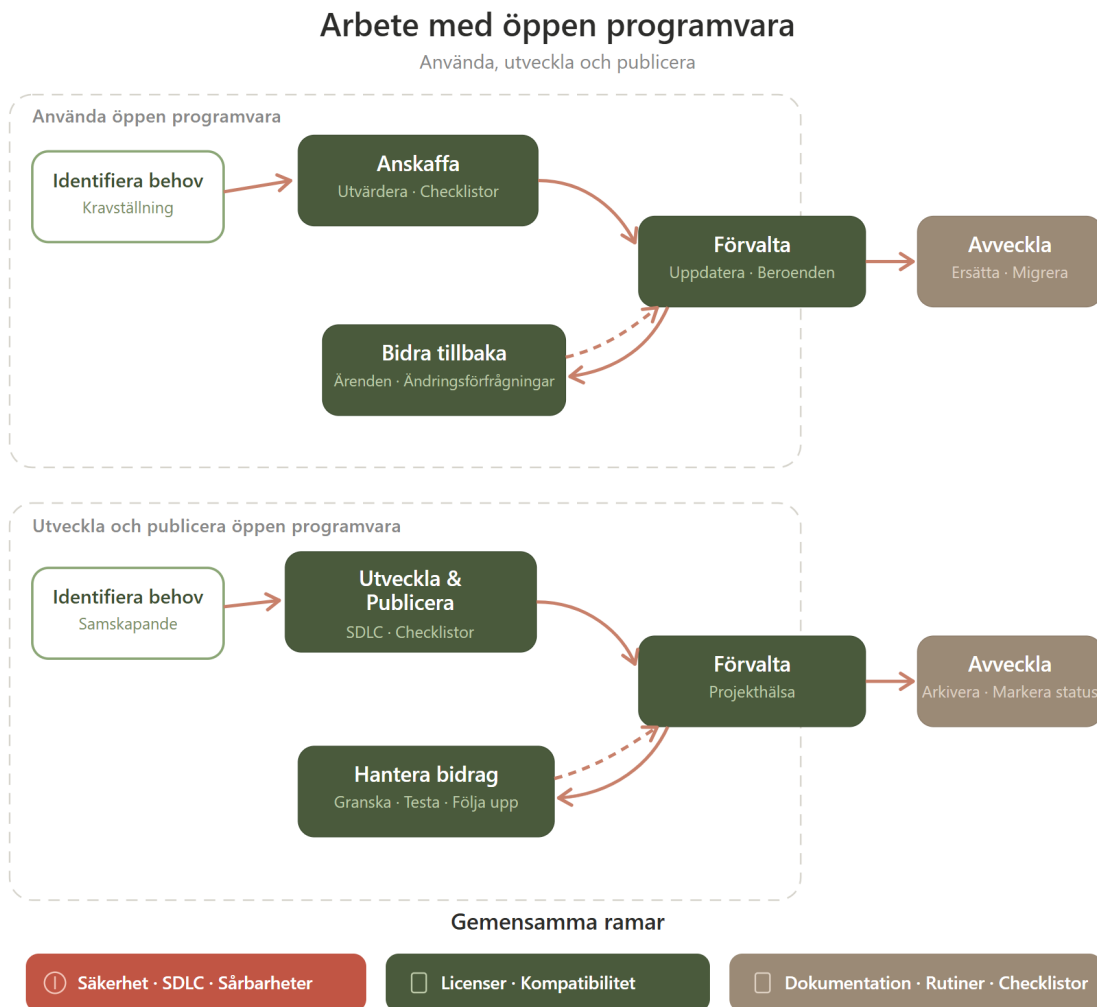 Arbete med öppen programvara
Använda, utveckla och publicera
Använda öppen programvara
Identifiera behov
Kravställning
Anskaffa
Utvärdera · Checklistor
Förvalta
Uppdatera · Beroenden
Avveckla
Ersätta · Migrera
Bidra tillbaka
Ärenden · Ändringsförfrågningar
Utveckla och publicera öppen programvara
Identifiera behov
Samskapande
Utveckla &
Publicera
SDLC · Checklistor
Förvalta
Projekthälsa
Avveckla
Arkivera · Markera status
Hantera bidrag
Granska · Testa · Följa upp
Gemensamma ramar
Säkerhet · SDLC · Sårbarheter
Licenser · Kompatibilitet
Dokumentation · Rutiner · Checklistor